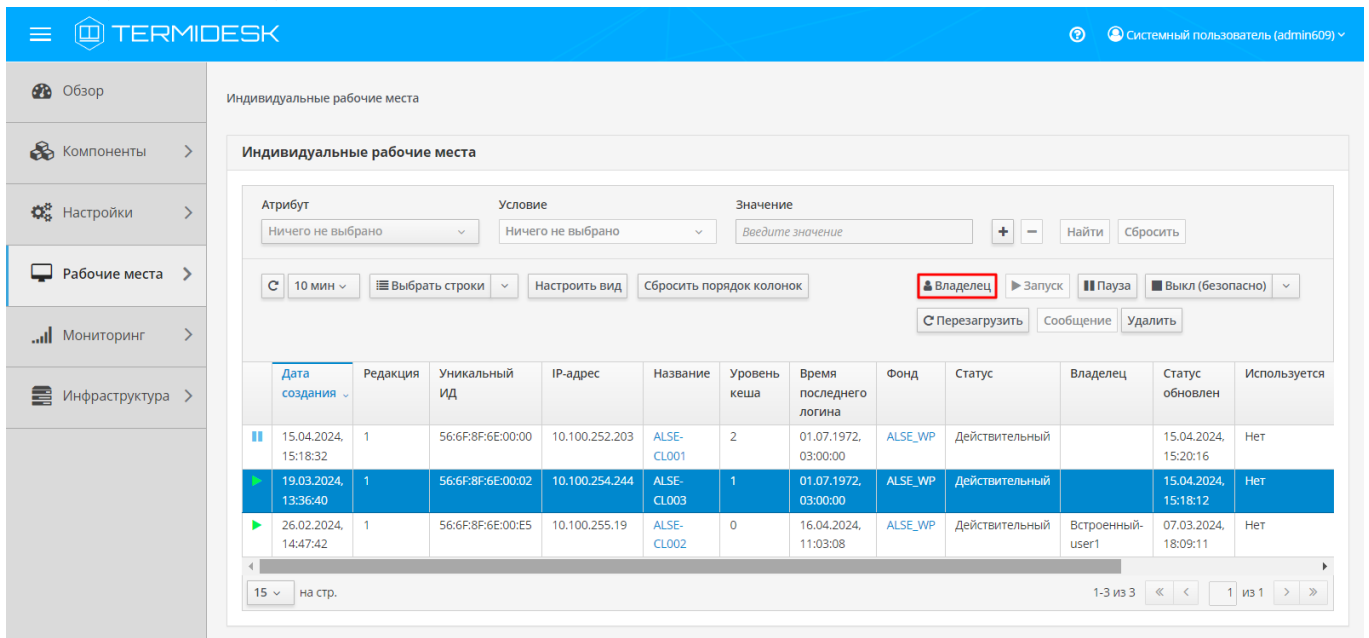 TERMIDESK
Системный пользователь (admin609)
Обзор
Компоненты
Настройки
Рабочие места
Мониторинг
Инфраструктура
Индивидуальные рабочие места
Индивидуальные рабочие места
Атрибут Условие Значение
Ничего не выбрано Ничего не выбрано Введите значение + − Найти Сбросить
10 мин Выбрать строки Настроить вид Сбросить порядок колонок Владелец Запуск Пауза Выкл (безопасно)
Перезагрузить Сообщение Удалить
Дата Редакция Уникальный IP-адрес Название Уровень Время Фонд Статус Владелец Статус Используется
создания ИД кеша последнего обновлен
логина
15.04.2024, 1 56:6F:8F:6E:00:00 10.100.252.203 ALSE- 2 01.07.1972, ALSE_WP Действительный 15.04.2024, Нет
15:18:32 CL001 03:00:00 15:20:16
19.03.2024, 1 56:6F:8F:6E:00:02 10.100.254.244 ALSE- 1 01.07.1972, ALSE_WP Действительный 15.04.2024, Нет
13:36:40 CL003 03:00:00 15:18:12
26.02.2024, 1 56:6F:8F:6E:00:E5 10.100.255.19 ALSE- 0 16.04.2024, ALSE_WP Действительный Встроенный- 07.03.2024, Нет
14:47:42 CL002 11:03:08 user1 18:09:11
15 на стр. 1-3 из 3 « < 1 из 1 > »